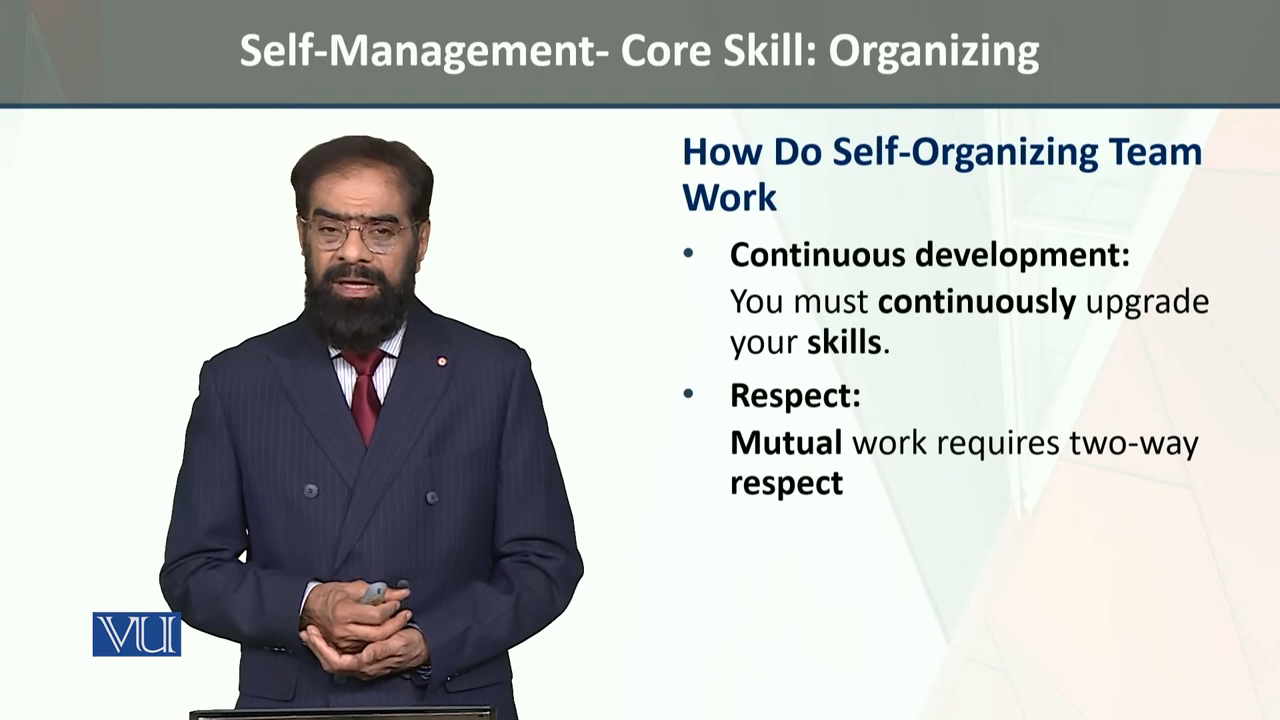 Self-Management- Core Skill: Organizing
How Do Self-Organizing Team
Work
• Continuous development:
You must continuously upgrade
your skills.
• Respect:
Mutual work requires two-way
respect
VU